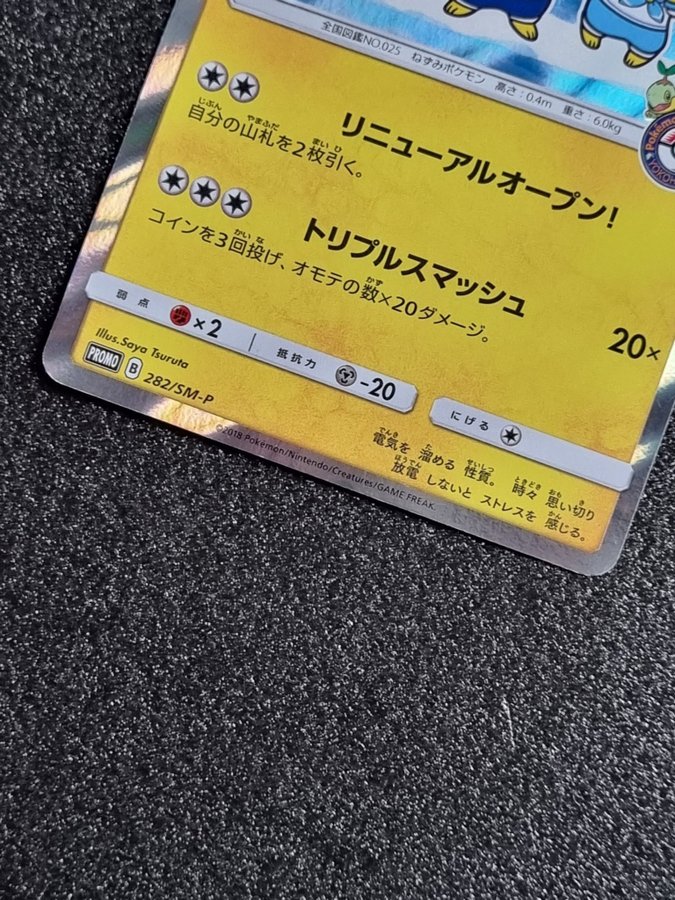 全国図鑑NO.025 ねずみポケモン 高さ:0.4m 重さ:6.0kg
リニューアルオープン!
自分の山札を2枚引く。
トリプルスマッシュ 20×
コインを3回投げ、オモテの数×20ダメージ。
弱点 ×2 抵抗力 -20 にげる
Illus.Saya Tsuruta
PROMO B 282/SM-P
電気を 溜める 性質。 時々 思い切り
放電 しないと ストレスを 感じる。
©2018 Pokémon/Nintendo/Creatures/GAME FREAK.